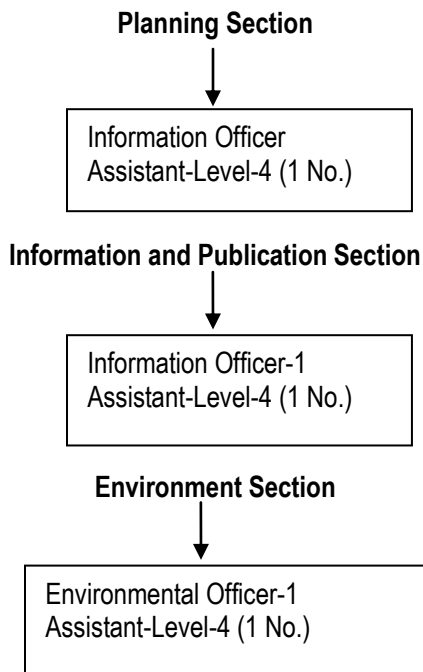 Planning Section
Information Officer
Assistant-Level-4 (1 No.)
Information and Publication Section
Information Officer-1
Assistant-Level-4 (1 No.)
Environment Section
Environmental Officer-1
Assistant-Level-4 (1 No.)